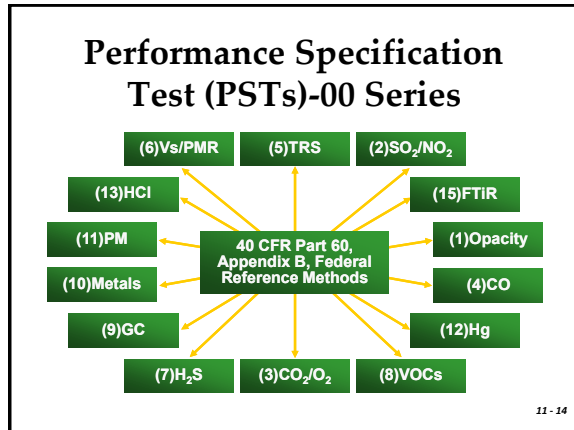 Performance Specification
Test (PSTs)-00 Series
(6)Vs/PMR
(5)TRS
(2)SO₂/NO₂
(13)HCl
(15)FTiR
(11)PM
40 CFR Part 60,
Appendix B, Federal
Reference Methods
(1)Opacity
(10)Metals
(4)CO
(9)GC
(12)Hg
(7)H₂S
(3)CO₂/O₂
(8)VOCs
11 - 14